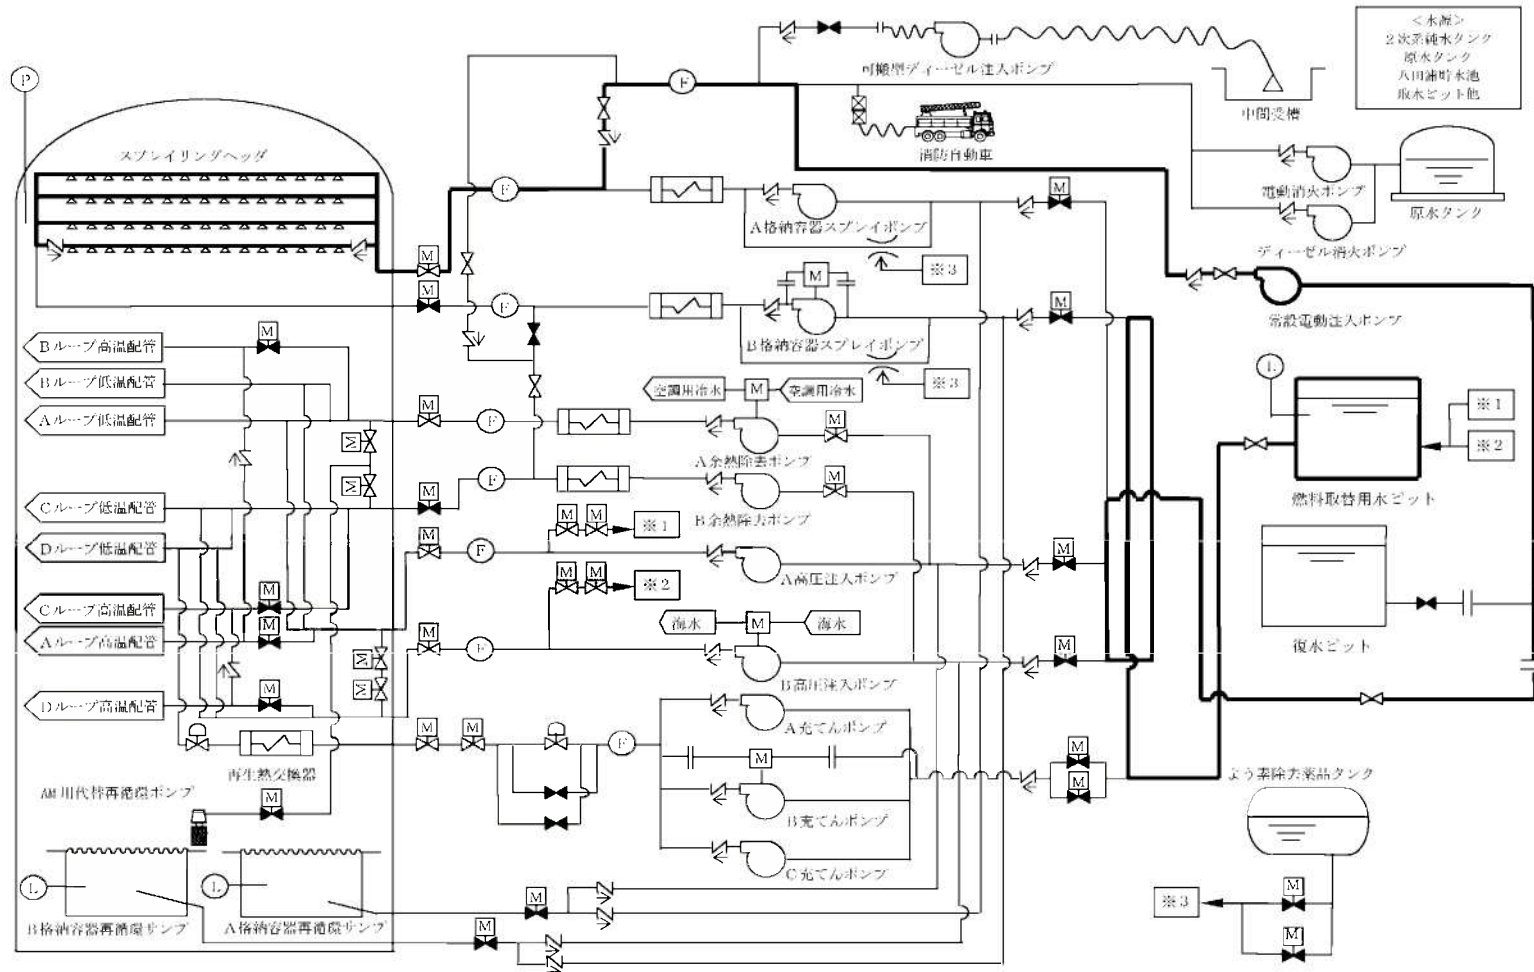 <水源>
2次系純水タンク
原水タンク
八田浦貯水池
取水ピット他
P
F
可搬型ディーゼル注入ポンプ
中間受槽
消防自動車
電動消火ポンプ
原水タンク
ディーゼル消火ポンプ
スプレイリングヘッダ
F
A格納容器スプレイポンプ
M
※3
M
M
F
M
M
B格納容器スプレイポンプ
※3
常設電動注入ポンプ
L
※1
※2
燃料取替用水ピット
Bループ高温配管
M
Bループ低温配管
空調用冷水
M
空調用冷水
Aループ低温配管
M
F
M
M
A余熱除去ポンプ
M
M
Cループ低温配管
F
B余熱除去ポンプ
M
M
※1
Dループ低温配管
M
F
A高圧注入ポンプ
M
M
M
※2
Cループ高温配管
M
海水
M
海水
Aループ高温配管
M
M
F
B高圧注入ポンプ
M
復水ピット
M
M
Dループ高温配管
M
A充てんポンプ
再生熱交換器
M
M
F
M
M
M
よう素除去薬品タンク
AM用代替再循環ポンプ
M
B充てんポンプ
C充てんポンプ
L
L
M
B格納容器再循環サンプ
A格納容器再循環サンプ
M
※3
M
M